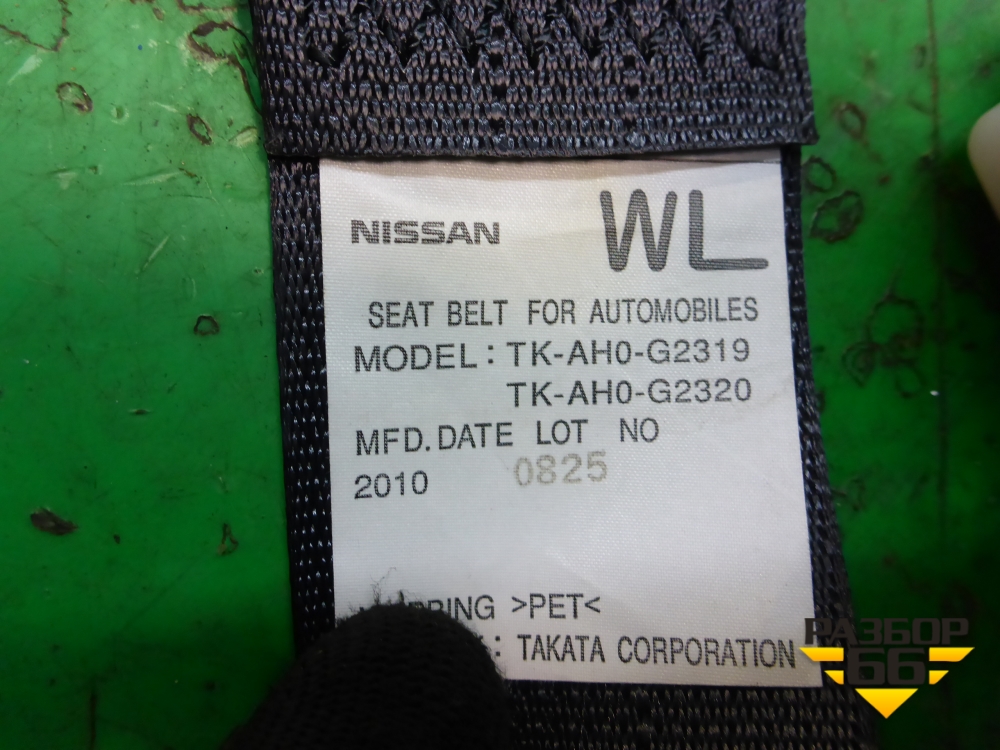 NISSAN WL
SEAT BELT FOR AUTOMOBILES
MODEL: TK-AH0-G2319
TK-AH0-G2320
MFD. DATE LOT NO
2010 0825
>PET<
TAKATA CORPORATION
РАЗБОР
66